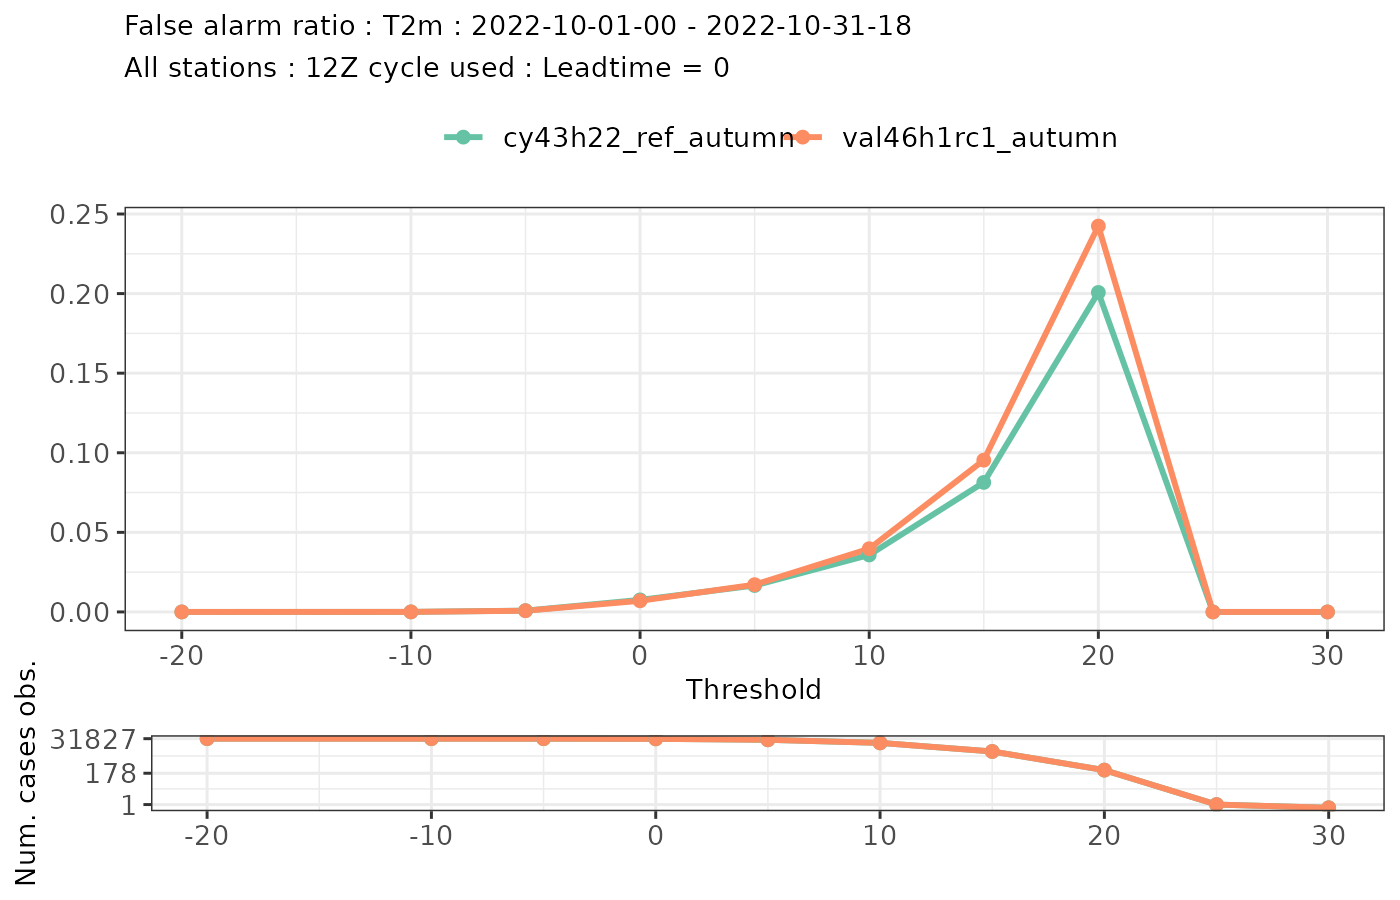 False alarm ratio : T2m : 2022-10-01-00 - 2022-10-31-18
All stations : 12Z cycle used : Leadtime = 0
cy43h22_ref_autumn val46h1rc1_autumn
0.25
0.20
0.15
0.10
0.05
0.00
-20 -10 0 10 20 30
Threshold
Num. cases obs.
31827
178
1
-20 -10 0 10 20 30